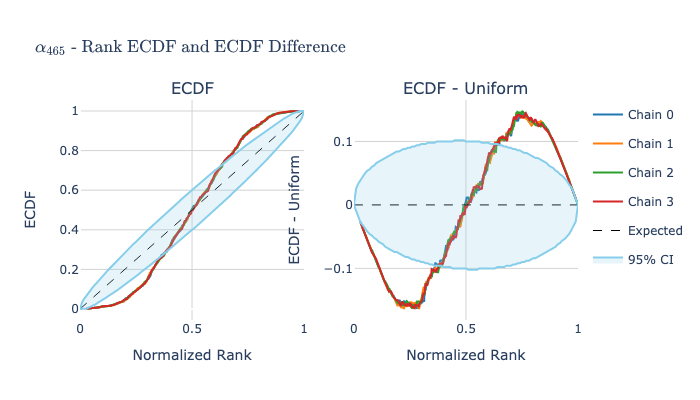 α₄₆₅ - Rank ECDF and ECDF Difference
ECDF
ECDF
1
0.8
0.6
0.4
0.2
0
0
0.5
1
Normalized Rank
ECDF - Uniform
ECDF - Uniform
0.1
0
−0.1
0
0.5
1
Normalized Rank
Chain 0
Chain 1
Chain 2
Chain 3
Expected
95% CI